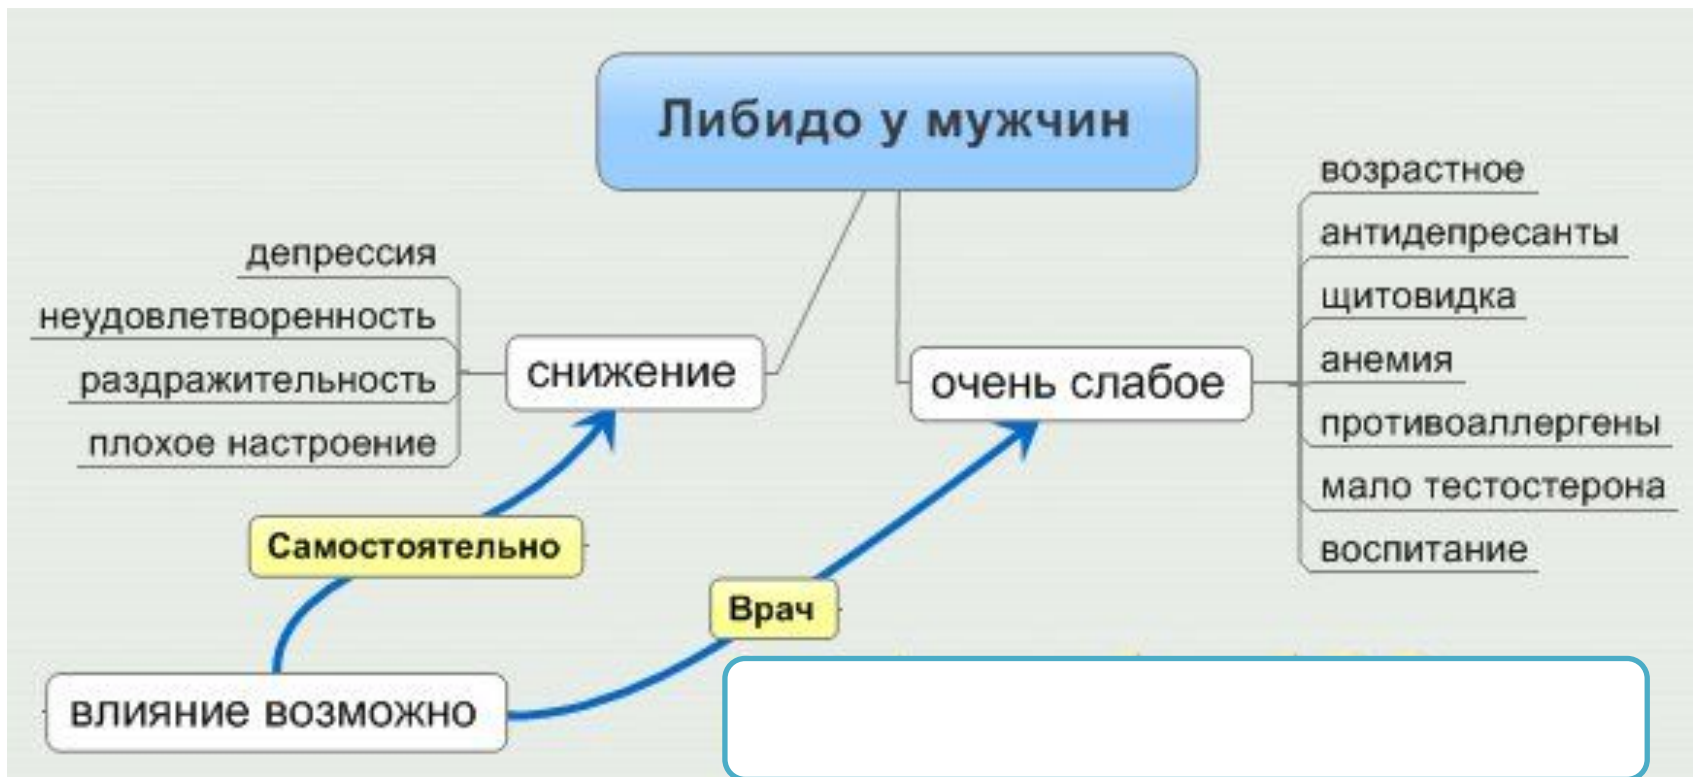 Либидо у мужчин
депрессия
неудовлетворенность
раздражительность
плохое настроение
снижение
очень слабое
возрастное
антидепресанты
щитовидка
анемия
противоаллергены
мало тестостерона
воспитание
Самостоятельно
Врач
влияние возможно